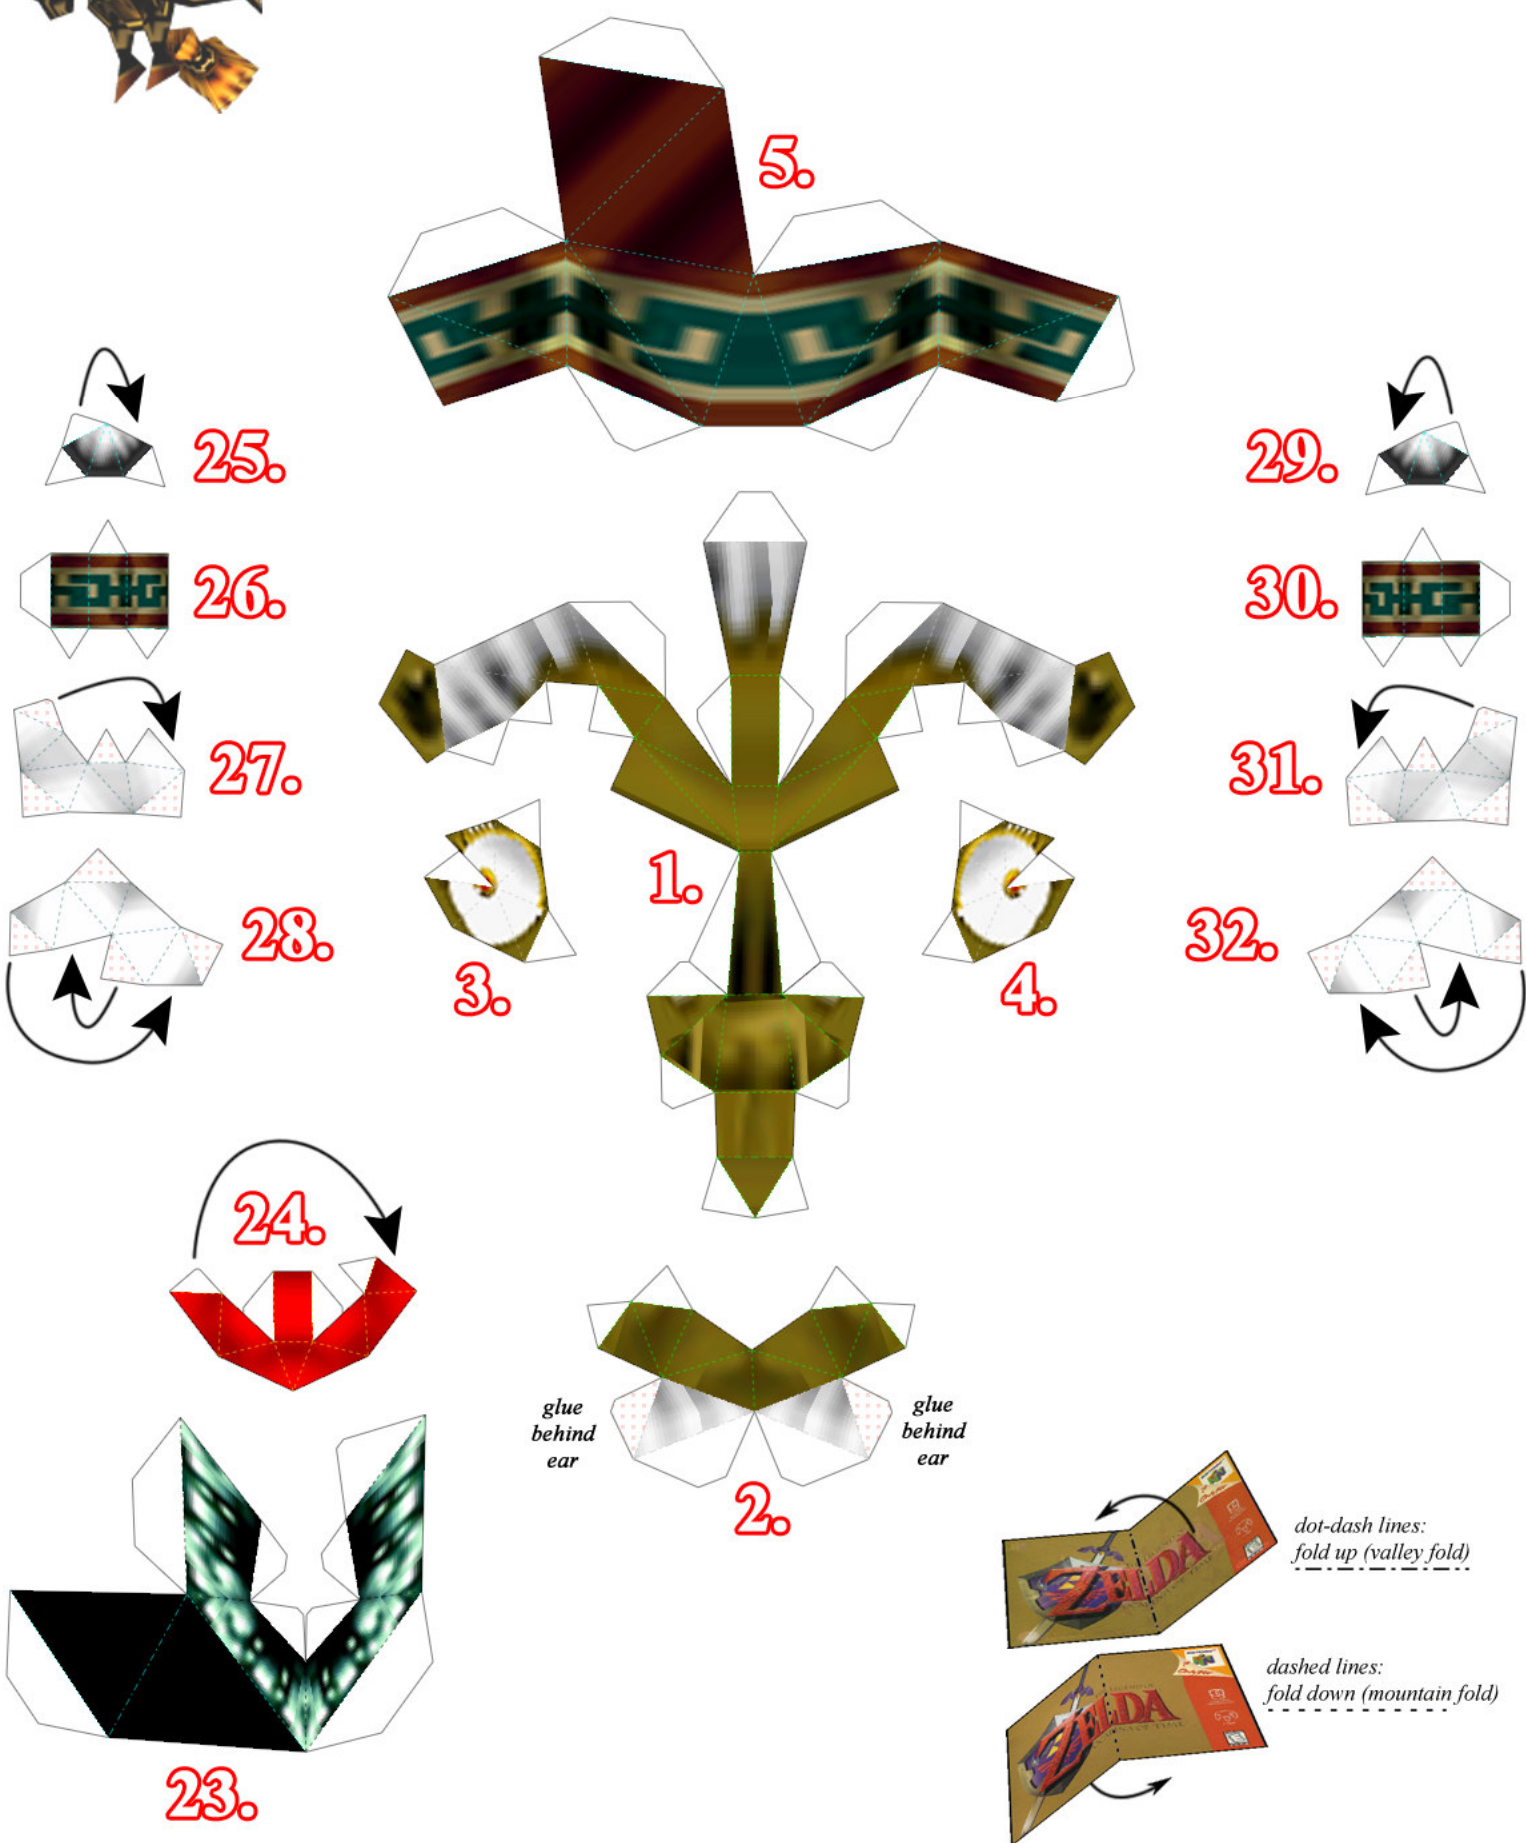 5.
25.
29.
26.
30.
27.
31.
1.
28.
32.
3.
4.
24.
glue
behind
ear
glue
behind
ear
2.
ZELDA
dot-dash lines:
fold up (valley fold)
ZELDA
dashed lines:
fold down (mountain fold)
23.